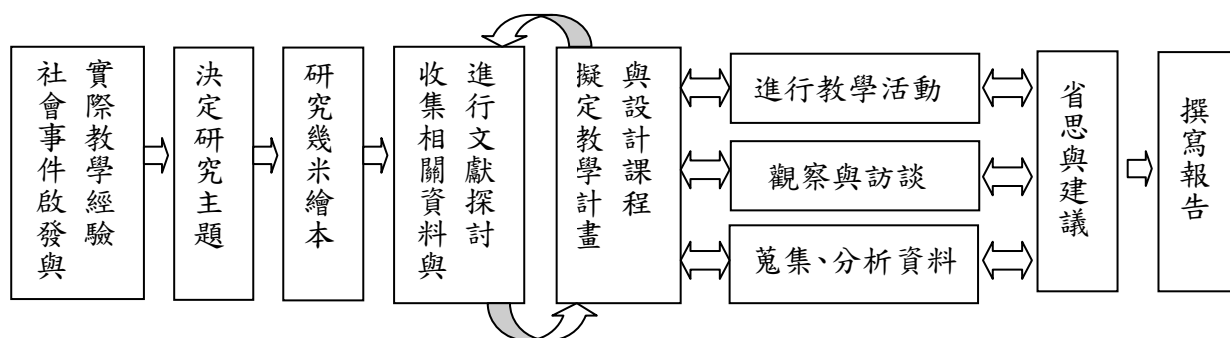 社會事件啟發與
實際教學經驗
決定研究主題
研究幾米繪本
收集相關資料與
進行文獻探討
擬定教學計畫
與設計課程
進行教學活動
觀察與訪談
蒐集、分析資料
省思與建議
撰寫報告